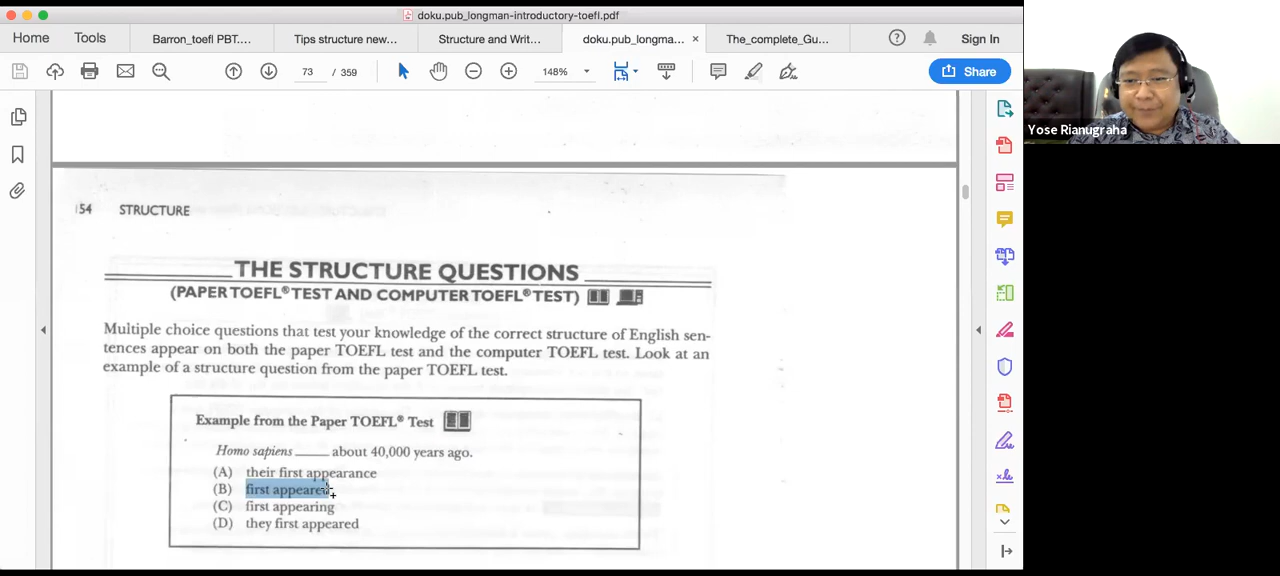 doku.pub_longman-introductory-toefl.pdf
Home
Tools
Barron_toefl PBT....
Tips structure new...
Structure and Writ...
doku.pub_longma...
The_complete_Gu...
Sign In
73 / 359
148%
Share
Yose Rianugraha
154 STRUCTURE
THE STRUCTURE QUESTIONS
(PAPER TOEFL® TEST AND COMPUTER TOEFL® TEST)
Multiple choice questions that test your knowledge of the correct structure of English sen-
tences appear on both the paper TOEFL test and the computer TOEFL test. Look at an
example of a structure question from the paper TOEFL test.
Example from the Paper TOEFL® Test
Homo sapiens _____ about 40,000 years ago.
(A) their first appearance
(B) first appeared
(C) first appearing
(D) they first appeared